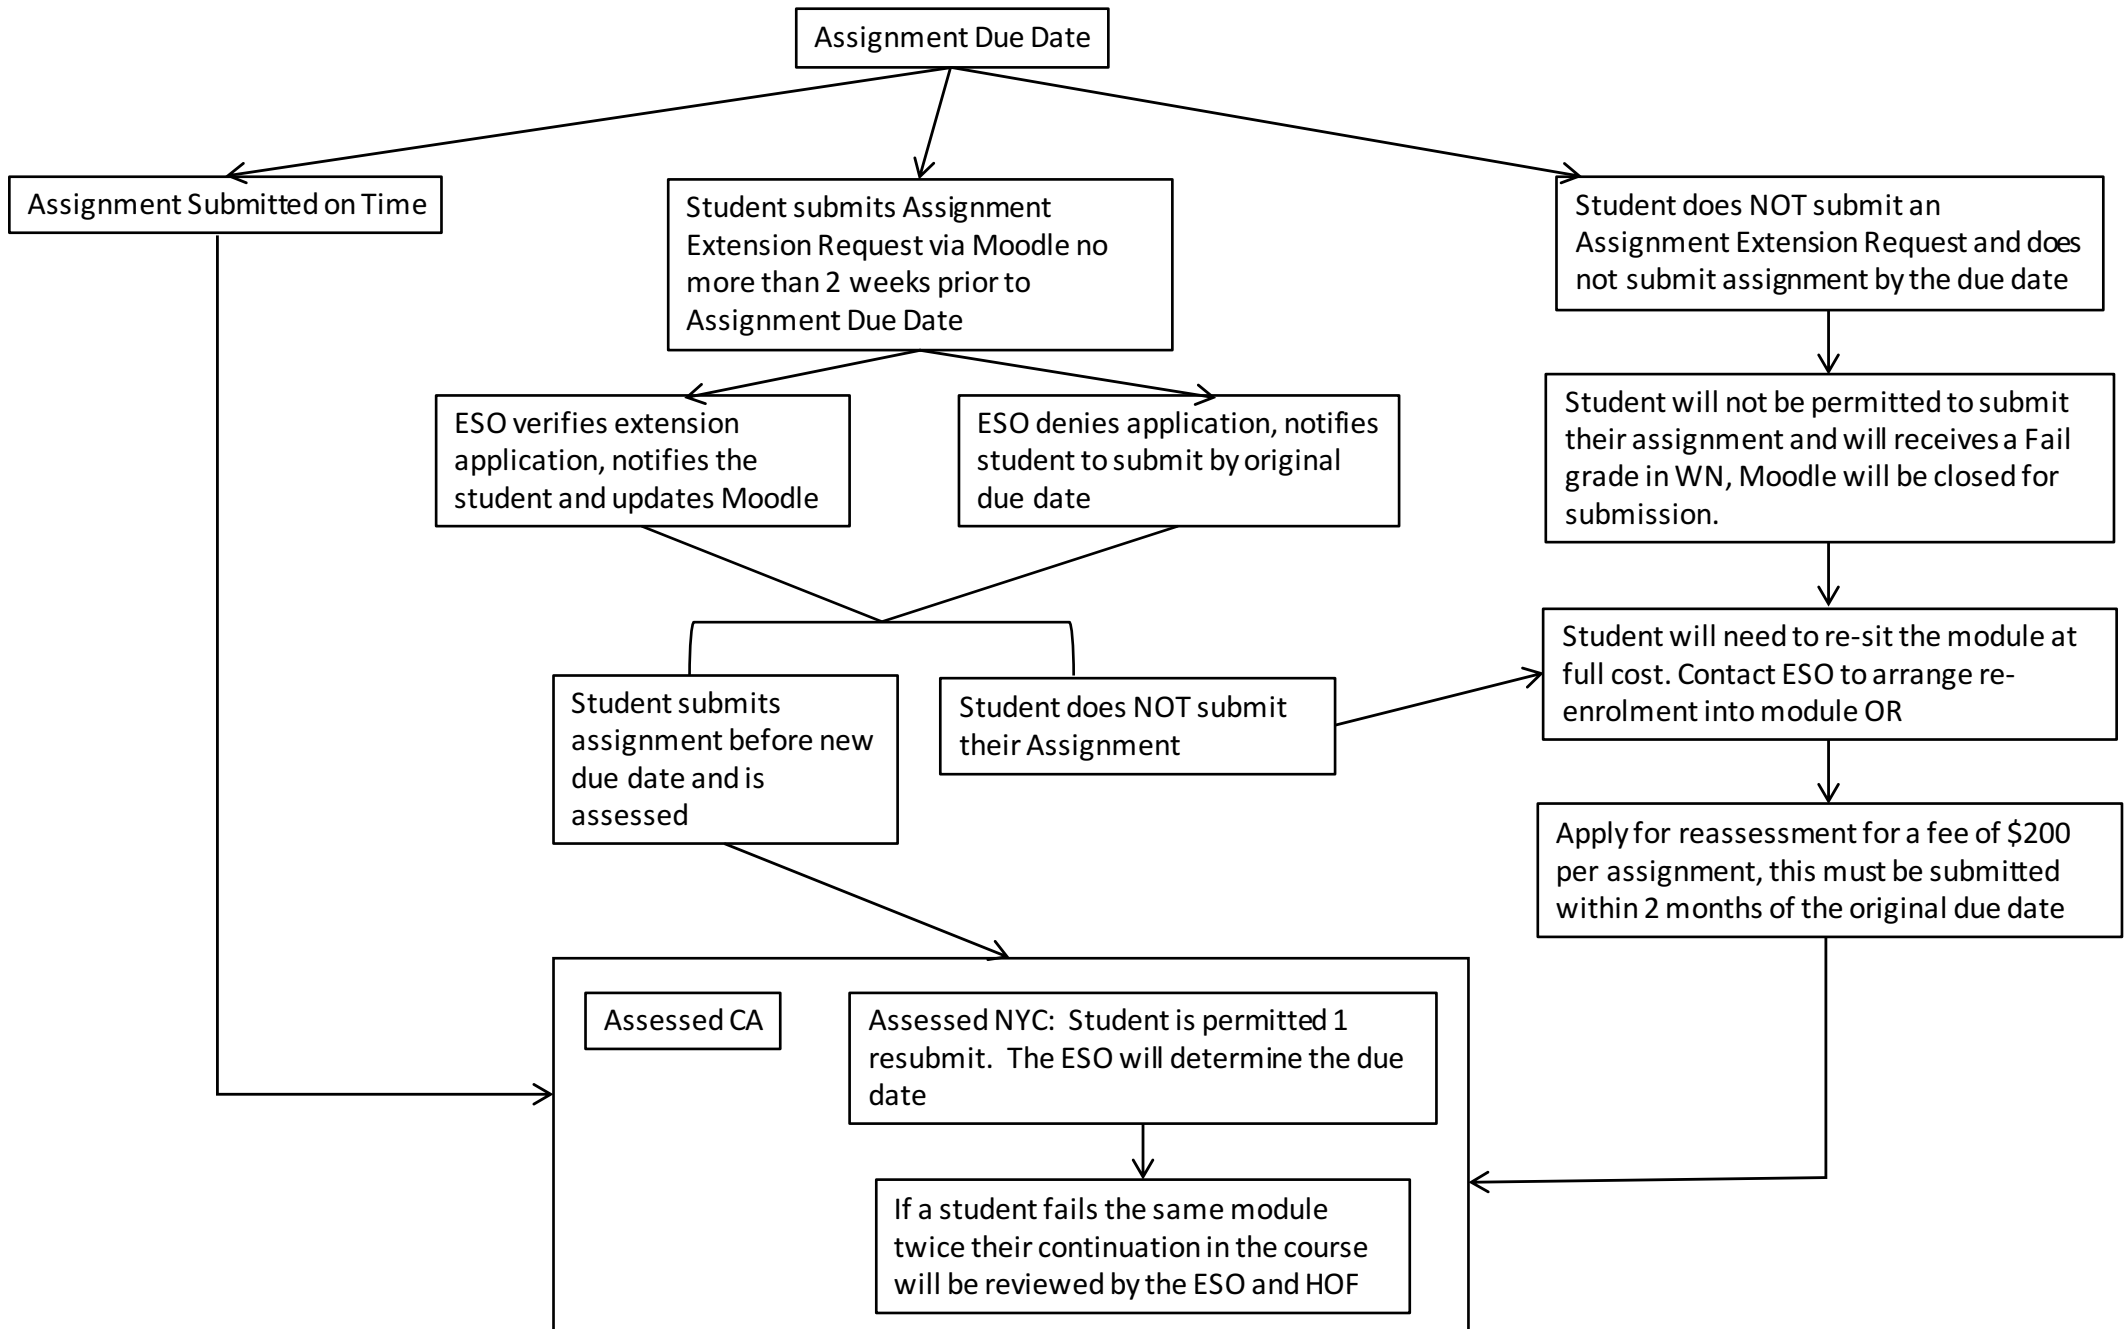 Assignment Due Date
Assignment Submitted on Time
Student submits Assignment
Extension Request via Moodle no
more than 2 weeks prior to
Assignment Due Date
Student does NOT submit an
Assignment Extension Request and does
not submit assignment by the due date
ESO verifies extension
application, notifies the
student and updates Moodle
ESO denies application, notifies
student to submit by original
due date
Student will not be permitted to submit
their assignment and will receives a Fail
grade in WN, Moodle will be closed for
submission.
Student submits
assignment before new
due date and is
assessed
Student does NOT submit
their Assignment
Student will need to re-sit the module at
full cost. Contact ESO to arrange re-
enrolment into module OR
Apply for reassessment for a fee of $200
per assignment, this must be submitted
within 2 months of the original due date
Assessed CA
Assessed NYC: Student is permitted 1
resubmit. The ESO will determine the due
date
If a student fails the same module
twice their continuation in the course
will be reviewed by the ESO and HOF